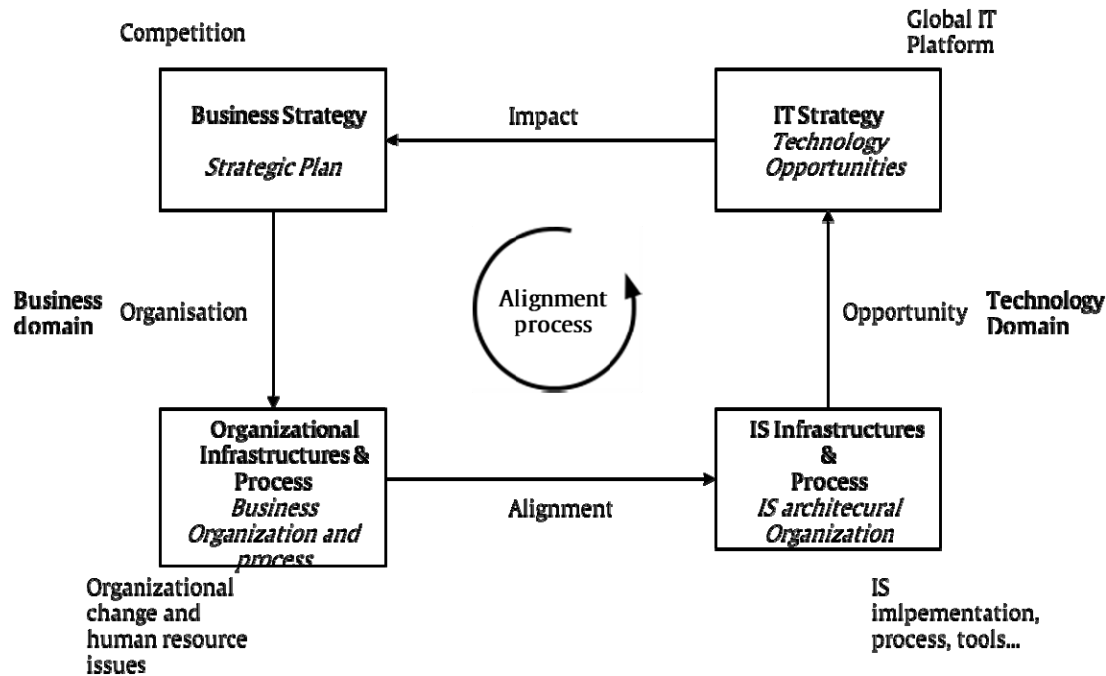 Competition
Global IT
Platform
Business Strategy
Strategic Plan
Impact
IT Strategy
Technology
Opportunities
Business
domain
Organisation
Alignment
process
Opportunity
Technology
Domain
Organizational
Infrastructures &
Process
Business
Organization and
process
Alignment
IS Infrastructures
&
Process
IS architecural
Organization
Organizational
change and
human resource
issues
IS
imlpementation,
process, tools...